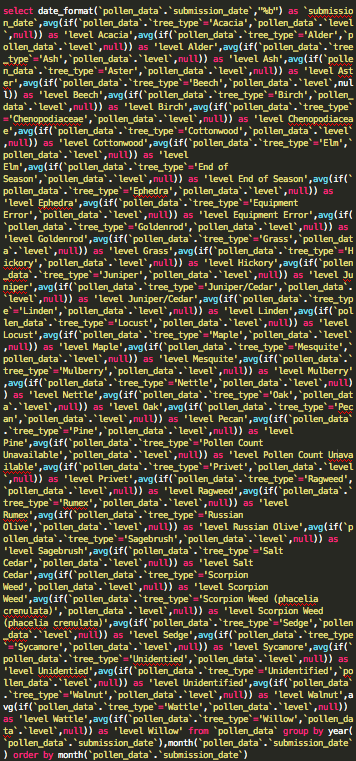 select date_format(`pollen_data`.`submission_date`,"%b") as `submissio
n_date`,avg(if(`pollen_data`.`tree_type`='Acacia',`pollen_data`.`level
`,null)) as 'level Acacia',avg(if(`pollen_data`.`tree_type`='Alder',`p
ollen_data`.`level`,null)) as 'level Alder',avg(if(`pollen_data`.`tree
_type`='Ash',`pollen_data`.`level`,null)) as 'level Ash',avg(if(`polle
n_data`.`tree_type`='Aster',`pollen_data`.`level`,null)) as 'level Ast
er',avg(if(`pollen_data`.`tree_type`='Beech',`pollen_data`.`level`,nul
l)) as 'level Beech',avg(if(`pollen_data`.`tree_type`='Birch',`pollen_
data`.`level`,null)) as 'level Birch',avg(if(`pollen_data`.`tree_type`
='Chenopodiaceae',`pollen_data`.`level`,null)) as 'level Chenopodiacea
e',avg(if(`pollen_data`.`tree_type`='Cottonwood',`pollen_data`.`level`
,null)) as 'level Cottonwood',avg(if(`pollen_data`.`tree_type`='Elm',`
pollen_data`.`level`,null)) as 'level
Elm',avg(if(`pollen_data`.`tree_type`='End of
Season',`pollen_data`.`level`,null)) as 'level End of Season',avg(if(`
pollen_data`.`tree_type`='Ephedra',`pollen_data`.`level`,null)) as
'level Ephedra',avg(if(`pollen_data`.`tree_type`='Equipment
Error',`pollen_data`.`level`,null)) as 'level Equipment Error',avg(if(
`pollen_data`.`tree_type`='Goldenrod',`pollen_data`.`level`,null)) as
'level Goldenrod',avg(if(`pollen_data`.`tree_type`='Grass',`pollen_dat
a`.`level`,null)) as 'level Grass',avg(if(`pollen_data`.`tree_type`='H
ickory',`pollen_data`.`level`,null)) as 'level Hickory',avg(if(`pollen
_data`.`tree_type`='Juniper',`pollen_data`.`level`,null)) as 'level Ju
niper',avg(if(`pollen_data`.`tree_type`='Juniper/Cedar',`pollen_data`.
`level`,null)) as 'level Juniper/Cedar',avg(if(`pollen_data`.`tree_typ
e`='Linden',`pollen_data`.`level`,null)) as 'level Linden',avg(if(`pol
len_data`.`tree_type`='Locust',`pollen_data`.`level`,null)) as 'level
Locust',avg(if(`pollen_data`.`tree_type`='Maple',`pollen_data`.`level`
,null)) as 'level Maple',avg(if(`pollen_data`.`tree_type`='Mesquite',`
pollen_data`.`level`,null)) as 'level Mesquite',avg(if(`pollen_data`.`
tree_type`='Mulberry',`pollen_data`.`level`,null)) as 'level Mulberry'
,avg(if(`pollen_data`.`tree_type`='Nettle',`pollen_data`.`level`,null)
) as 'level Nettle',avg(if(`pollen_data`.`tree_type`='Oak',`pollen_dat
a`.`level`,null)) as 'level Oak',avg(if(`pollen_data`.`tree_type`='Pec
an',`pollen_data`.`level`,null)) as 'level Pecan',avg(if(`pollen_data`
.`tree_type`='Pine',`pollen_data`.`level`,null)) as 'level
Pine',avg(if(`pollen_data`.`tree_type`='Pollen Count
Unavailable',`pollen_data`.`level`,null)) as 'level Pollen Count Unava
ilable',avg(if(`pollen_data`.`tree_type`='Privet',`pollen_data`.`level
`,null)) as 'level Privet',avg(if(`pollen_data`.`tree_type`='Ragweed',
`pollen_data`.`level`,null)) as 'level Ragweed',avg(if(`pollen_data`.`
tree_type`='Rumex',`pollen_data`.`level`,null)) as 'level
Rumex',avg(if(`pollen_data`.`tree_type`='Russian
Olive',`pollen_data`.`level`,null)) as 'level Russian Olive',avg(if(`p
ollen_data`.`tree_type`='Sagebrush',`pollen_data`.`level`,null)) as
'level Sagebrush',avg(if(`pollen_data`.`tree_type`='Salt
Cedar',`pollen_data`.`level`,null)) as 'level Salt
Cedar',avg(if(`pollen_data`.`tree_type`='Scorpion
Weed',`pollen_data`.`level`,null)) as 'level Scorpion
Weed',avg(if(`pollen_data`.`tree_type`='Scorpion Weed (phacelia
crenulata)',`pollen_data`.`level`,null)) as 'level Scorpion Weed
(phacelia crenulata)',avg(if(`pollen_data`.`tree_type`='Sedge',`pollen
_data`.`level`,null)) as 'level Sedge',avg(if(`pollen_data`.`tree_type
`='Sycamore',`pollen_data`.`level`,null)) as 'level Sycamore',avg(if(`
pollen_data`.`tree_type`='Unidentied',`pollen_data`.`level`,null)) as
'level Unidentied',avg(if(`pollen_data`.`tree_type`='Unidentified',`po
llen_data`.`level`,null)) as 'level Unidentified',avg(if(`pollen_data`
.`tree_type`='Walnut',`pollen_data`.`level`,null)) as 'level Walnut',a
vg(if(`pollen_data`.`tree_type`='Wattle',`pollen_data`.`level`,null))
as 'level Wattle',avg(if(`pollen_data`.`tree_type`='Willow',`pollen_da
ta`.`level`,null)) as 'level Willow' from `pollen_data` group by year(
`pollen_data`.`submission_date`),month(`pollen_data`.`submission_date`
) order by month(`pollen_data`.`submission_date`)